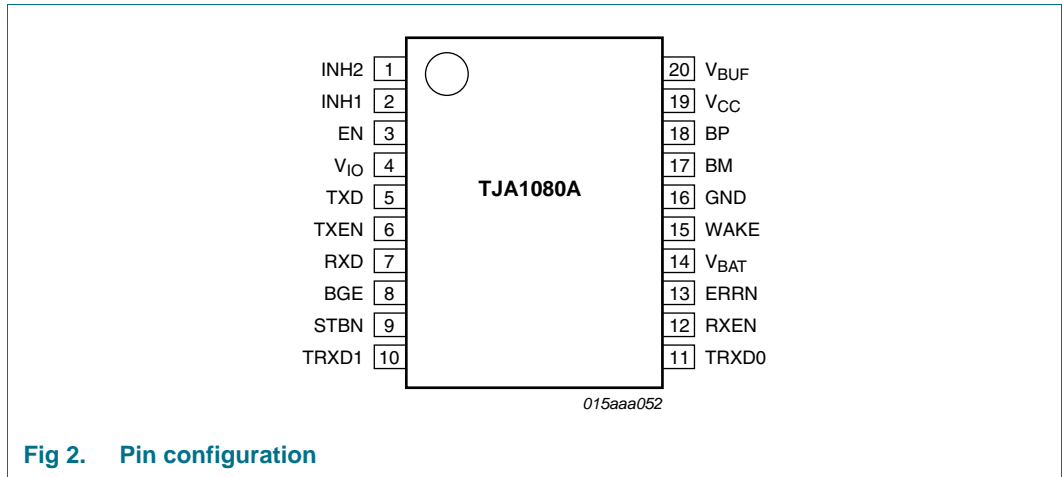 INH2 1
INH1 2
EN 3
VIO 4
TXD 5
TXEN 6
RXD 7
BGE 8
STBN 9
TRXD1 10
TJA1080A
20 VBUF
19 VCC
18 BP
17 BM
16 GND
15 WAKE
14 VBAT
13 ERRN
12 RXEN
11 TRXD0
015aaa052
Fig 2. Pin configuration